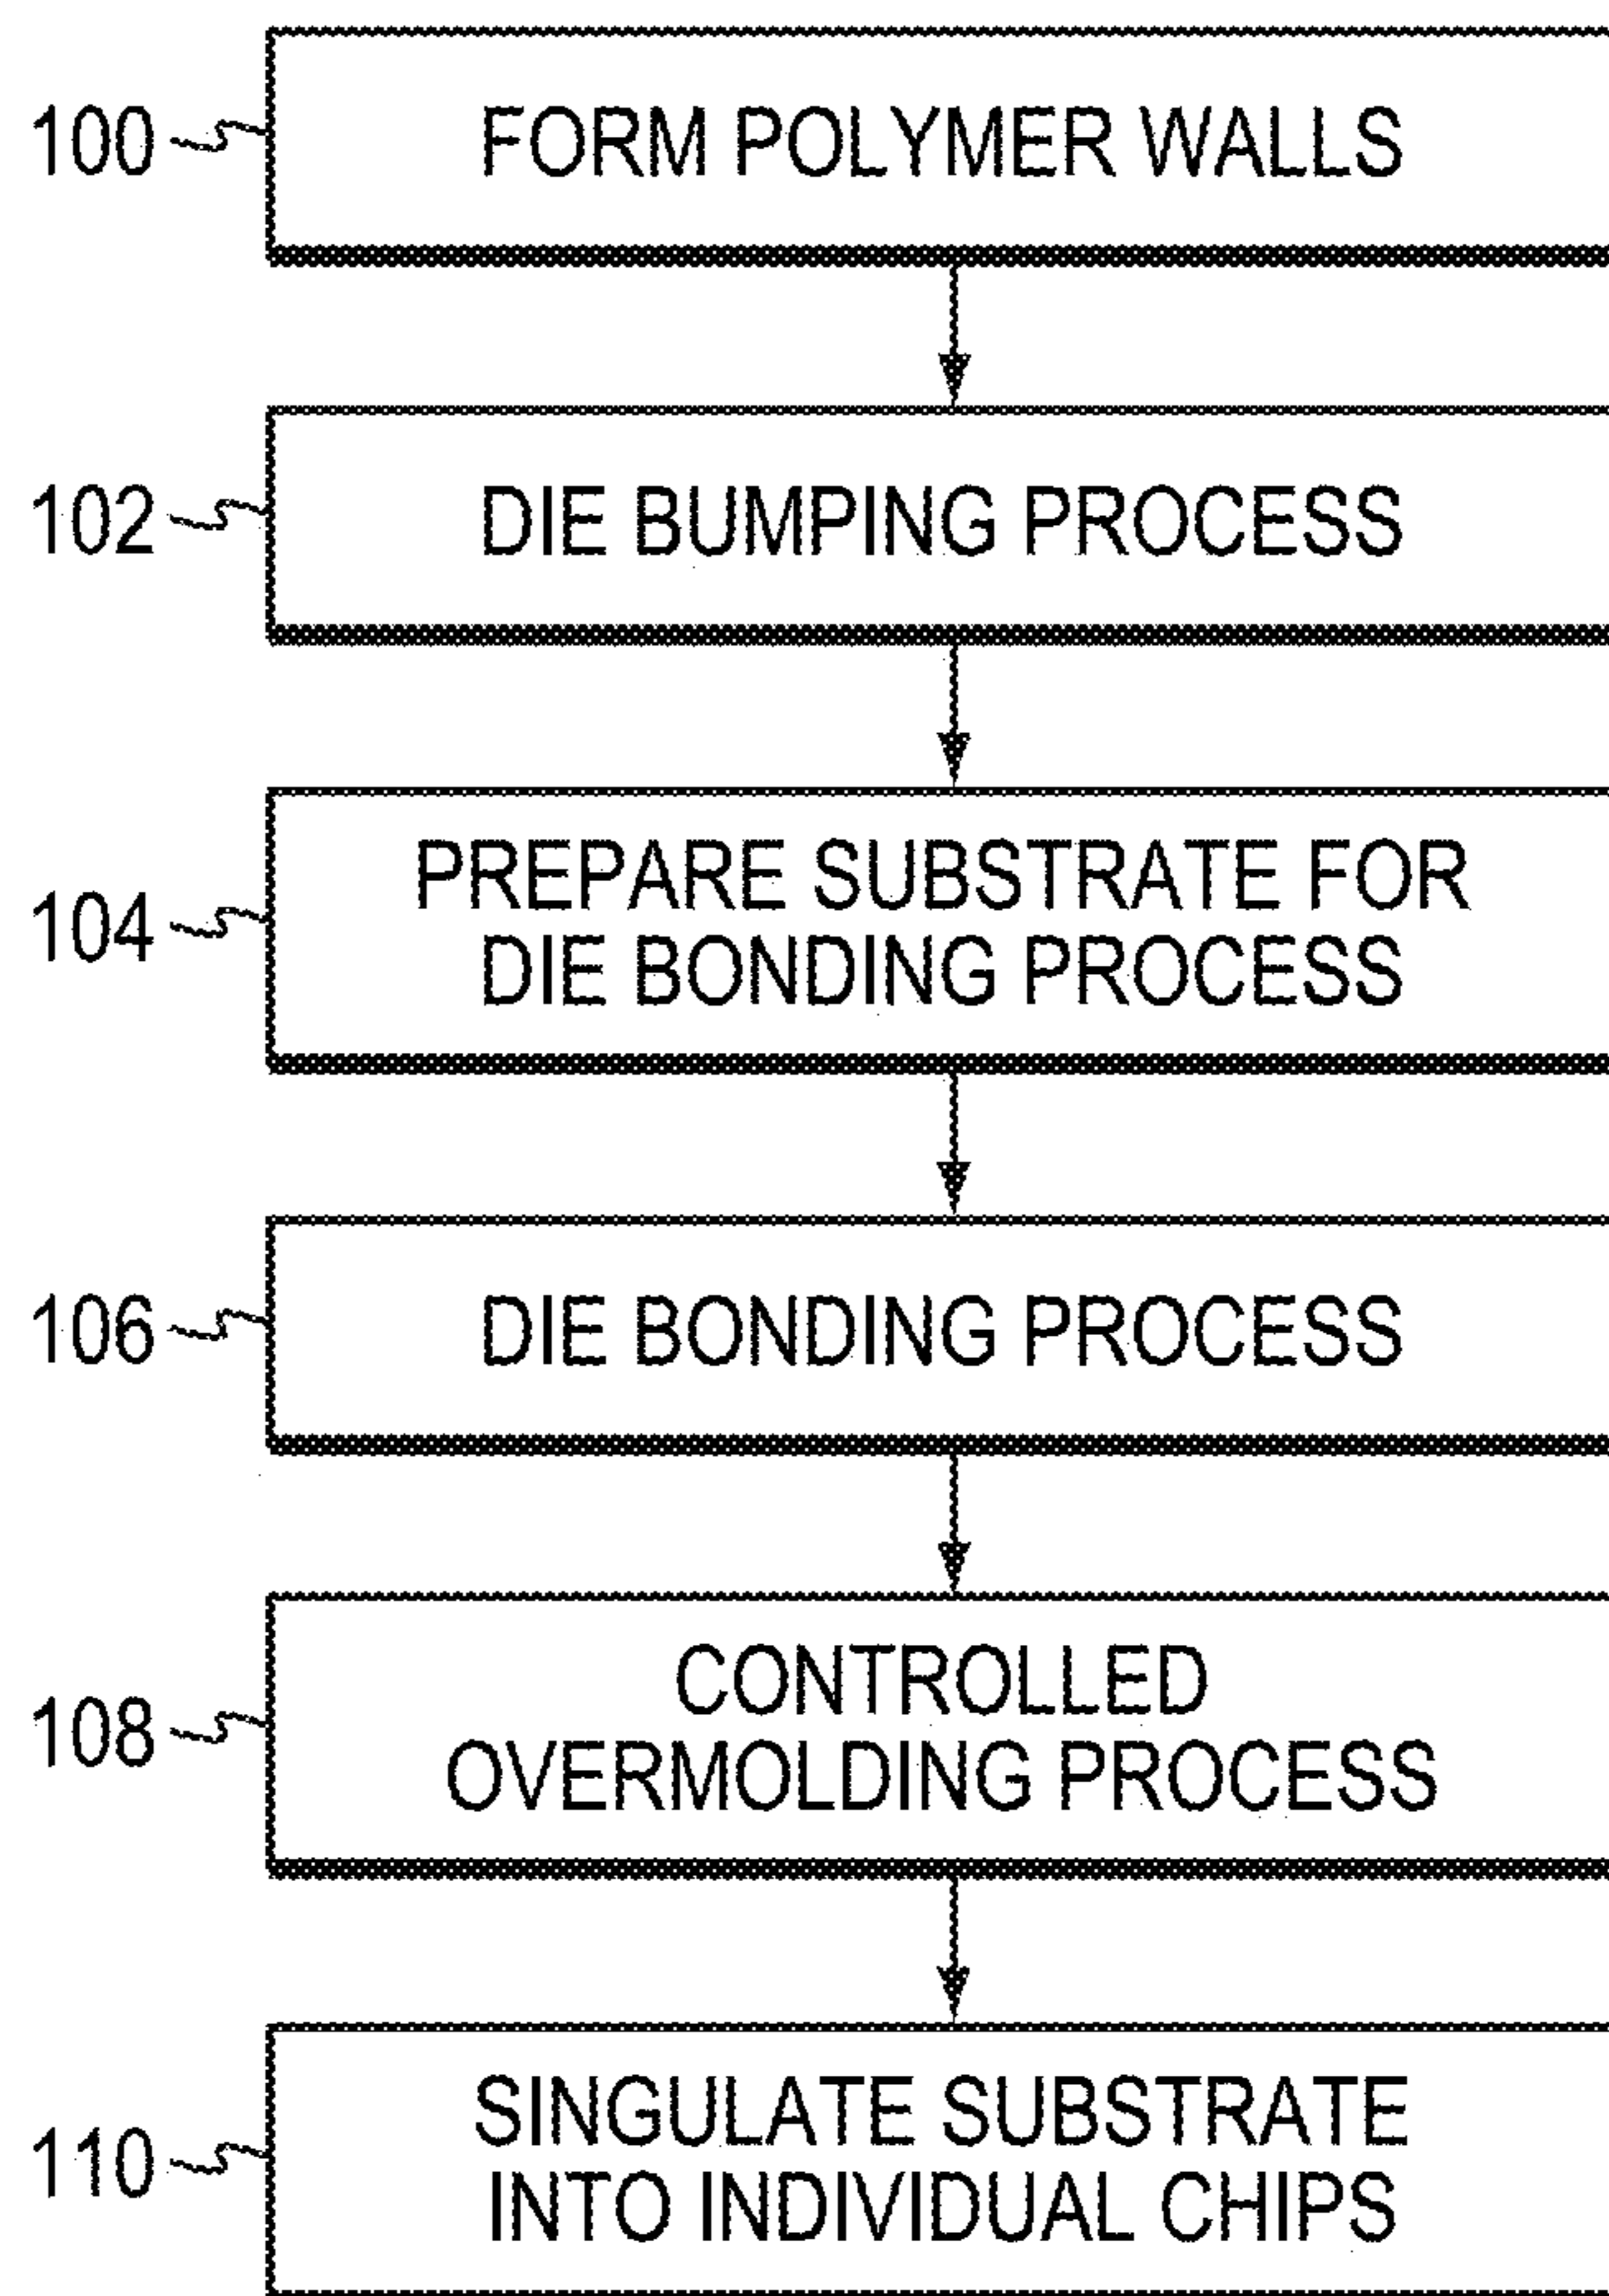 100
FORM POLYMER WALLS
102
DIE BUMPING PROCESS
104
PREPARE SUBSTRATE FOR
DIE BONDING PROCESS
106
DIE BONDING PROCESS
108
CONTROLLED
OVERMOLDING PROCESS
110
SINGULATE SUBSTRATE
INTO INDIVIDUAL CHIPS